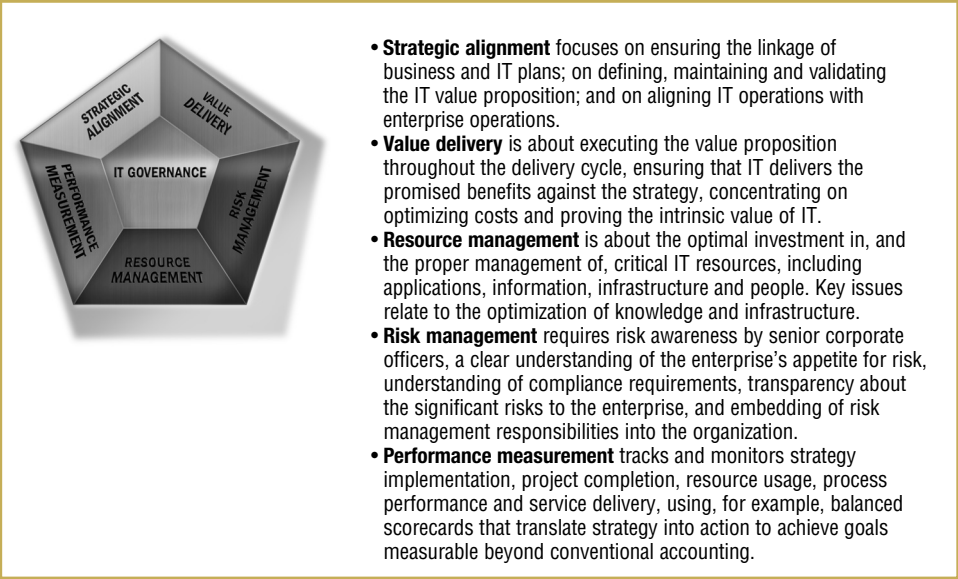 STRATEGIC
ALIGNMENT
VALUE
DELIVERY
IT GOVERNANCE
PERFORMANCE
MEASUREMENT
RISK
MANAGEMENT
RESOURCE
MANAGEMENT
• Strategic alignment focuses on ensuring the linkage of
business and IT plans; on defining, maintaining and validating
the IT value proposition; and on aligning IT operations with
enterprise operations.
• Value delivery is about executing the value proposition
throughout the delivery cycle, ensuring that IT delivers the
promised benefits against the strategy, concentrating on
optimizing costs and proving the intrinsic value of IT.
• Resource management is about the optimal investment in, and
the proper management of, critical IT resources, including
applications, information, infrastructure and people. Key issues
relate to the optimization of knowledge and infrastructure.
• Risk management requires risk awareness by senior corporate
officers, a clear understanding of the enterprise’s appetite for risk,
understanding of compliance requirements, transparency about
the significant risks to the enterprise, and embedding of risk
management responsibilities into the organization.
• Performance measurement tracks and monitors strategy
implementation, project completion, resource usage, process
performance and service delivery, using, for example, balanced
scorecards that translate strategy into action to achieve goals
measurable beyond conventional accounting.